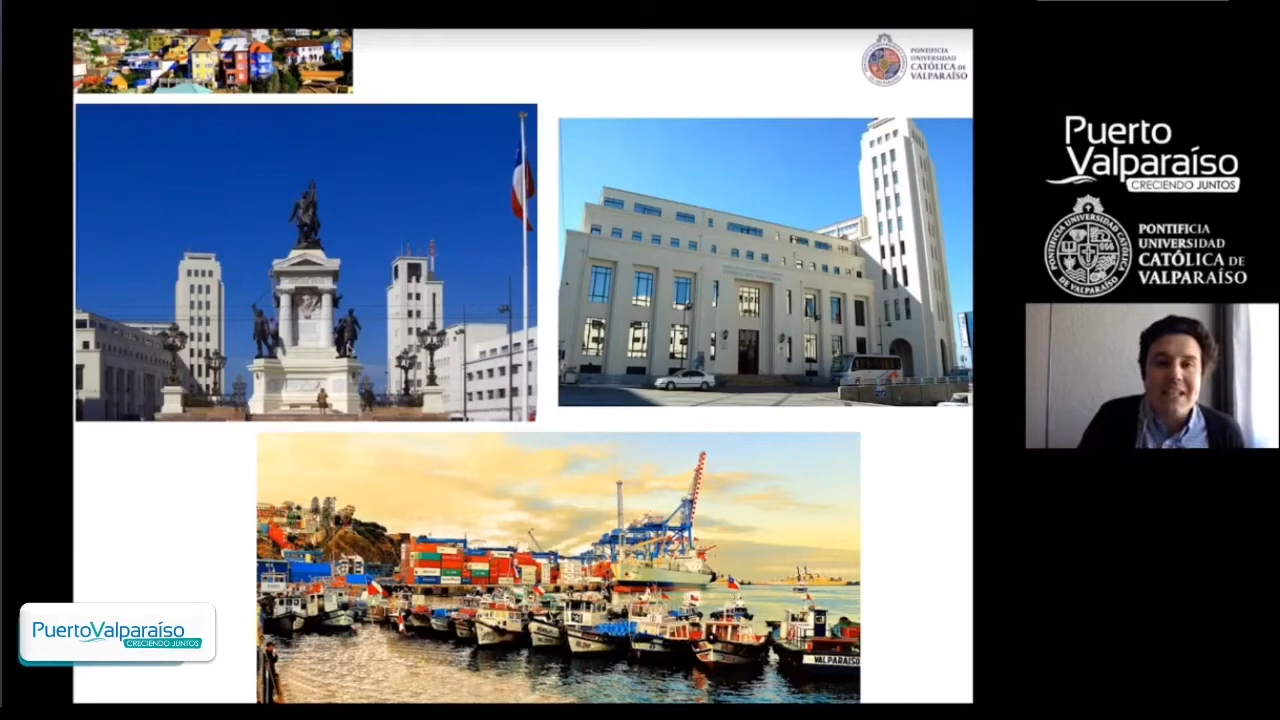 PONTIFICIA
UNIVERSIDAD
CATÓLICA DE
VALPARAÍSO
Puerto
Valparaíso
CRECIENDO JUNTOS
PONTIFICIA
UNIVERSIDAD
CATÓLICA DE
VALPARAÍSO
PuertoValparaíso
CRECIENDO JUNTOS
VALPARAISO